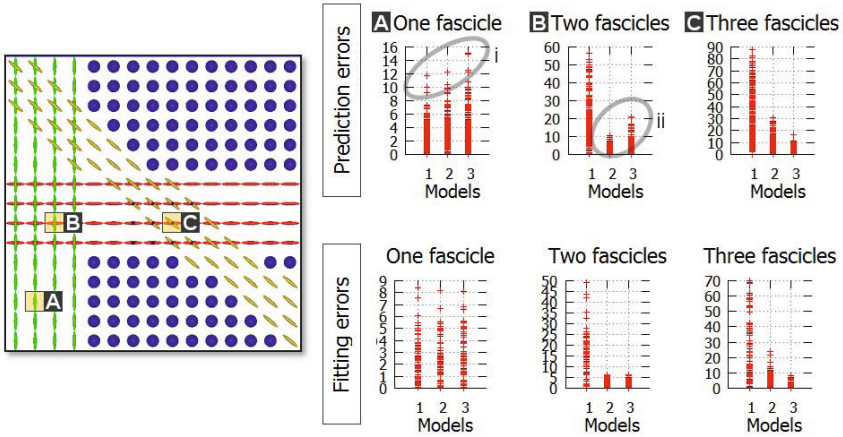 A One fascicle
B Two fascicles
C Three fascicles
Prediction errors
16
14
12
10
8
6
4
2
0
i
1 2 3
Models
60
50
40
30
20
10
0
ii
1 2 3
Models
90
80
70
60
50
40
30
20
10
0
1 2 3
Models
B
C
A
One fascicle
Two fascicles
Three fascicles
Fitting errors
9
8
7
6
5
4
2
1
0
1 2 3
Models
50
45
40
35
30
25
20
15
10
5
0
1 2 3
Models
70
60
50
40
30
20
10
0
1 2 3
Models